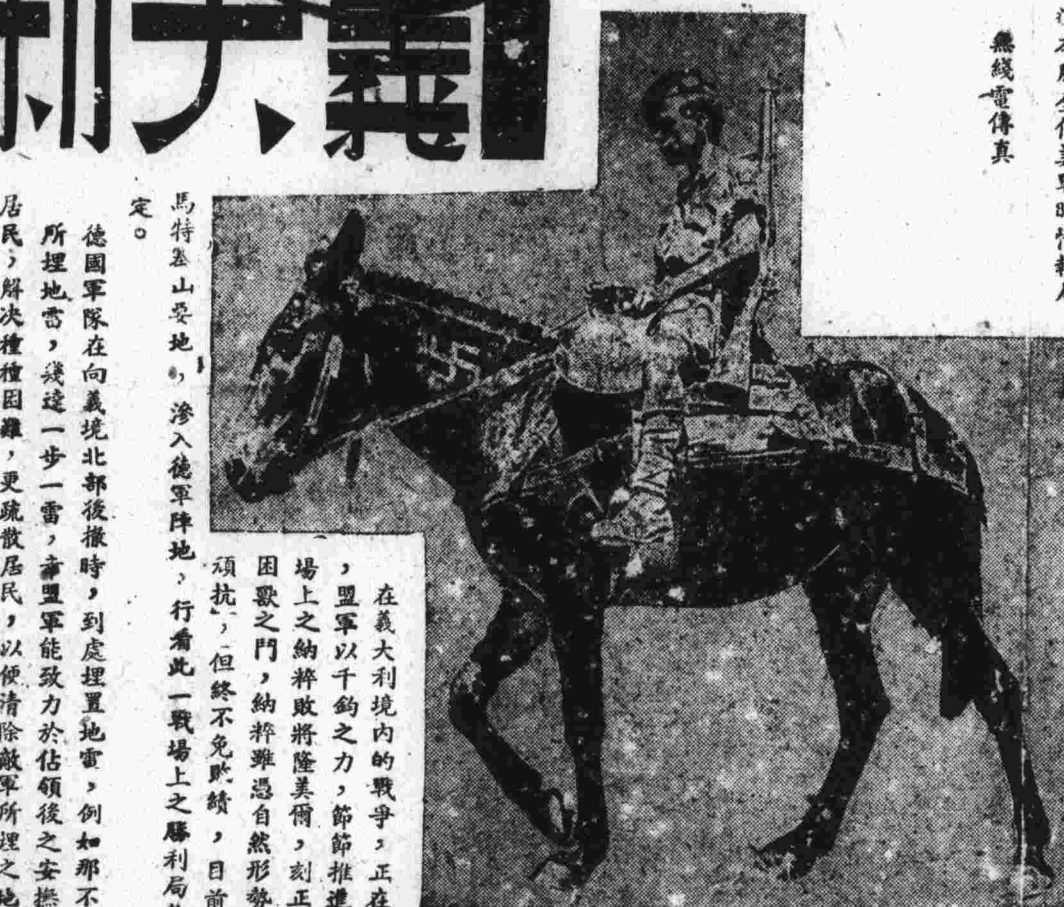 無綫電傳真
義大利
在義大利境內的戰爭,正在
,盟軍以千鈞之力,節節推進
場上之納粹敗將隆美爾,刻正
困獸之鬥,納粹雖憑自然形勢
頑抗」,但終不免敗績,目前
馬特山要地,滲入德軍陣地,行看此一戰場上之勝利局
定。
德國軍隊在向義境北部後撤時,到處埋置地雷,例如那不
所埋地雷,幾達一步一雷,幸盟軍能致力於佔領後之安撫
居民,解决種種困難,更疏散居民,以便清除敵軍所埋之地